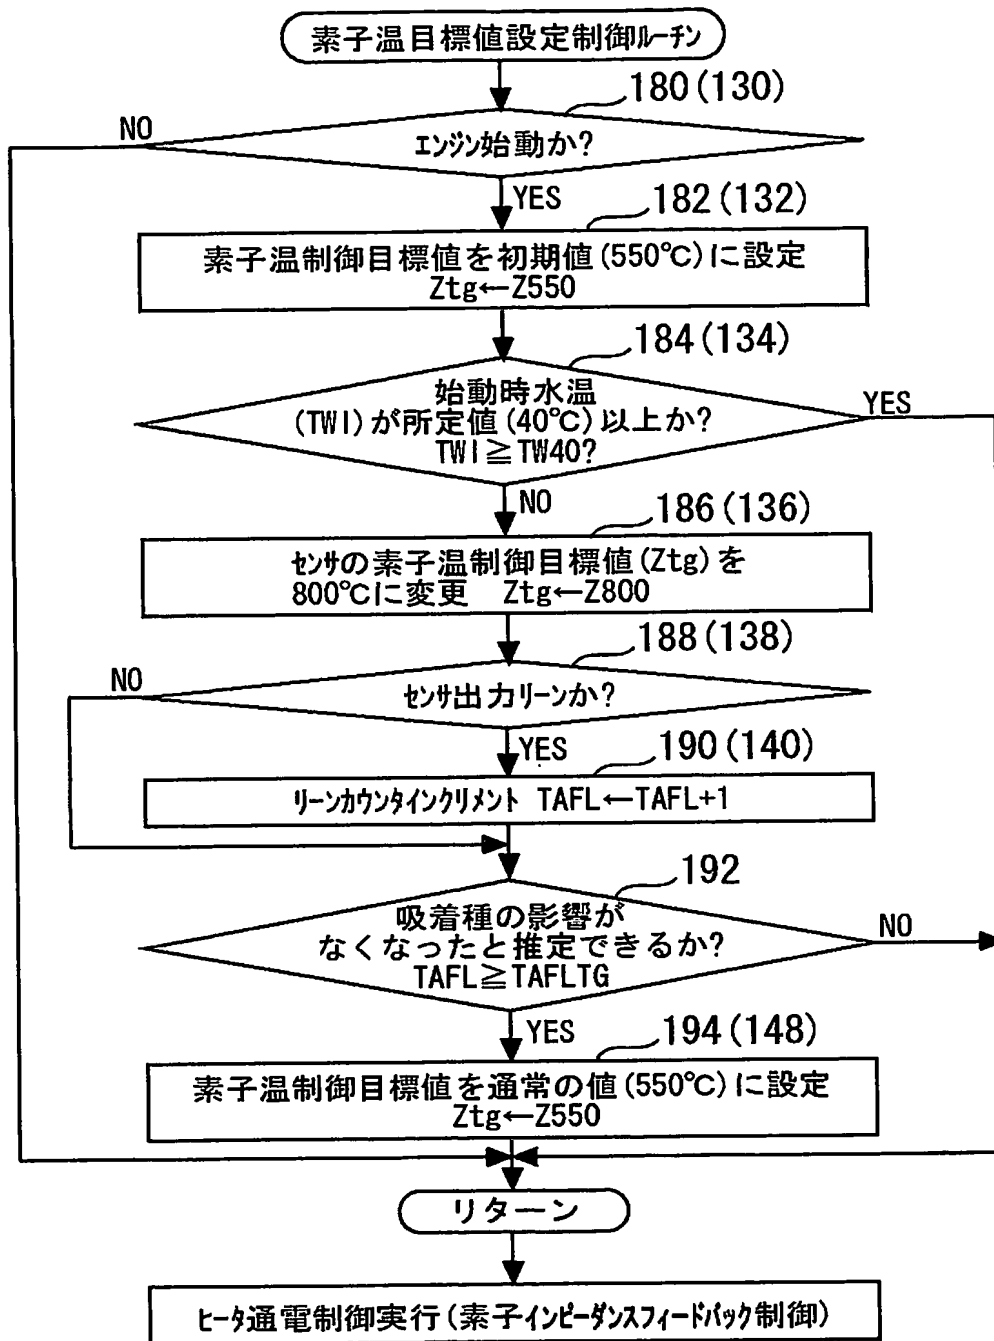 素子温目標値設定制御ルーチン
180(130)
NO
エンジン始動か?
YES
182(132)
素子温制御目標値を初期値(550℃)に設定
Ztg←Z550
184(134)
始動時水温
(TWI)が所定値(40℃)以上か?
TWI≧TW40?
YES
NO
186(136)
センサの素子温制御目標値(Ztg)を
800℃に変更 Ztg←Z800
188(138)
NO
センサ出力リーンか?
YES
190(140)
リーンカウンタインクリメント TAFL←TAFL+1
192
吸着種の影響が
なくなったと推定できるか?
TAFL≧TAFLTG
NO
YES
194(148)
素子温制御目標値を通常の値(550℃)に設定
Ztg←Z550
リターン
ヒータ通電制御実行(素子インピーダンスフィードバック制御)